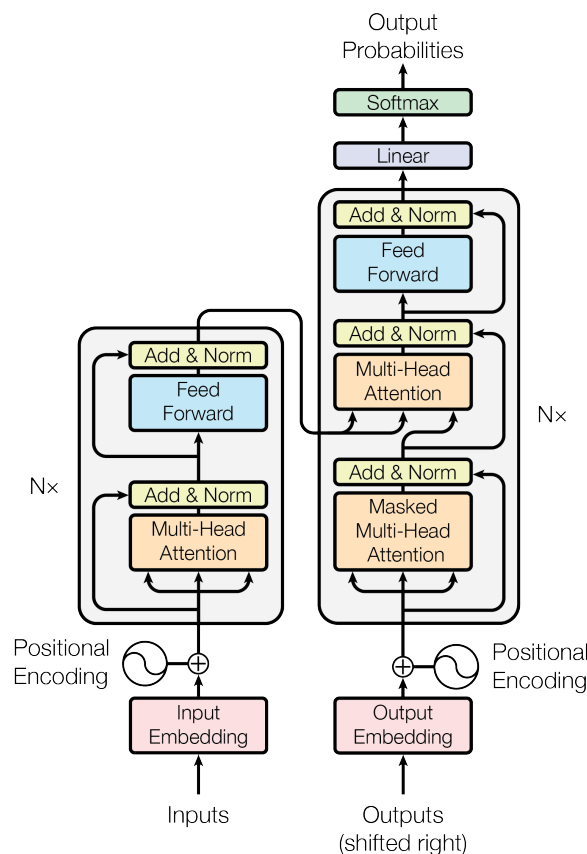 Output
Probabilities
Softmax
Linear
Add & Norm
Feed
Forward
Add & Norm
Multi-Head
Attention
Add & Norm
Masked
Multi-Head
Attention
N×
Add & Norm
Feed
Forward
N×
Add & Norm
Multi-Head
Attention
Positional
Encoding
Positional
Encoding
Input
Embedding
Output
Embedding
Inputs
Outputs
(shifted right)